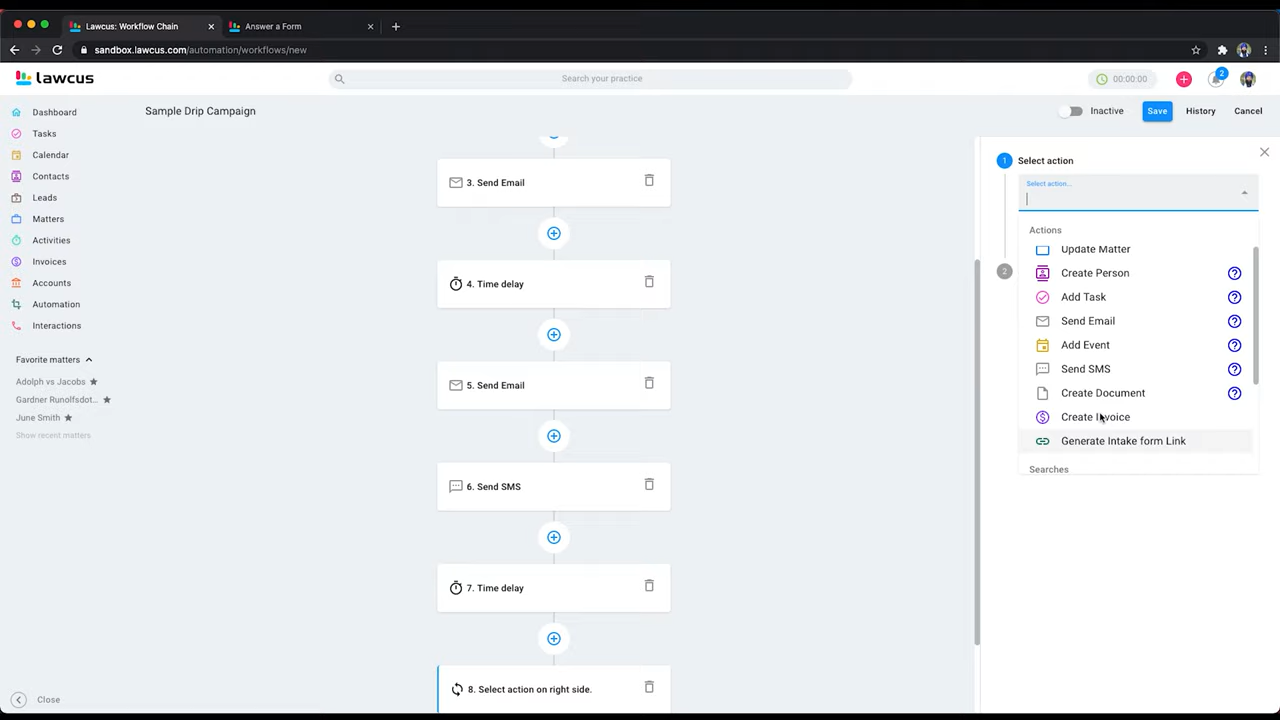 Lawcus: Workflow Chain
Answer a Form
sandbox.lawcus.com/automation/workflows/new
lawcus
Search your practice
00:00:00
2
Sample Drip Campaign
Inactive
Save
History
Cancel
Dashboard
Tasks
Calendar
Contacts
Leads
Matters
Activities
Invoices
Accounts
Automation
Interactions
Favorite matters
Adolph vs Jacobs
Gardner Runolfsdot...
June Smith
Show recent matters
Close
3. Send Email
4. Time delay
5. Send Email
6. Send SMS
7. Time delay
8. Select action on right side.
1 Select action
Select action...
2
Actions
Update Matter
Create Person
Add Task
Send Email
Add Event
Send SMS
Create Document
Create Invoice
Generate Intake form Link
Searches